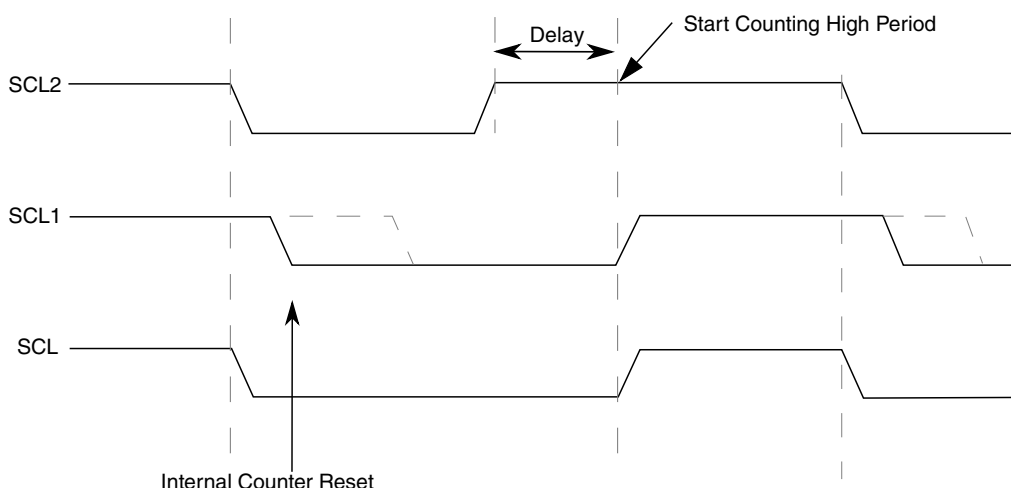 Delay
Start Counting High Period
SCL2
SCL1
SCL
Internal Counter Reset